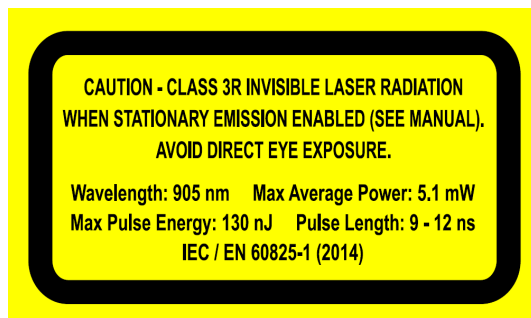 CAUTION - CLASS 3R INVISIBLE LASER RADIATION
WHEN STATIONARY EMISSION ENABLED (SEE MANUAL).
AVOID DIRECT EYE EXPOSURE.
Wavelength: 905 nm Max Average Power: 5.1 mW
Max Pulse Energy: 130 nJ Pulse Length: 9 - 12 ns
IEC / EN 60825-1 (2014)